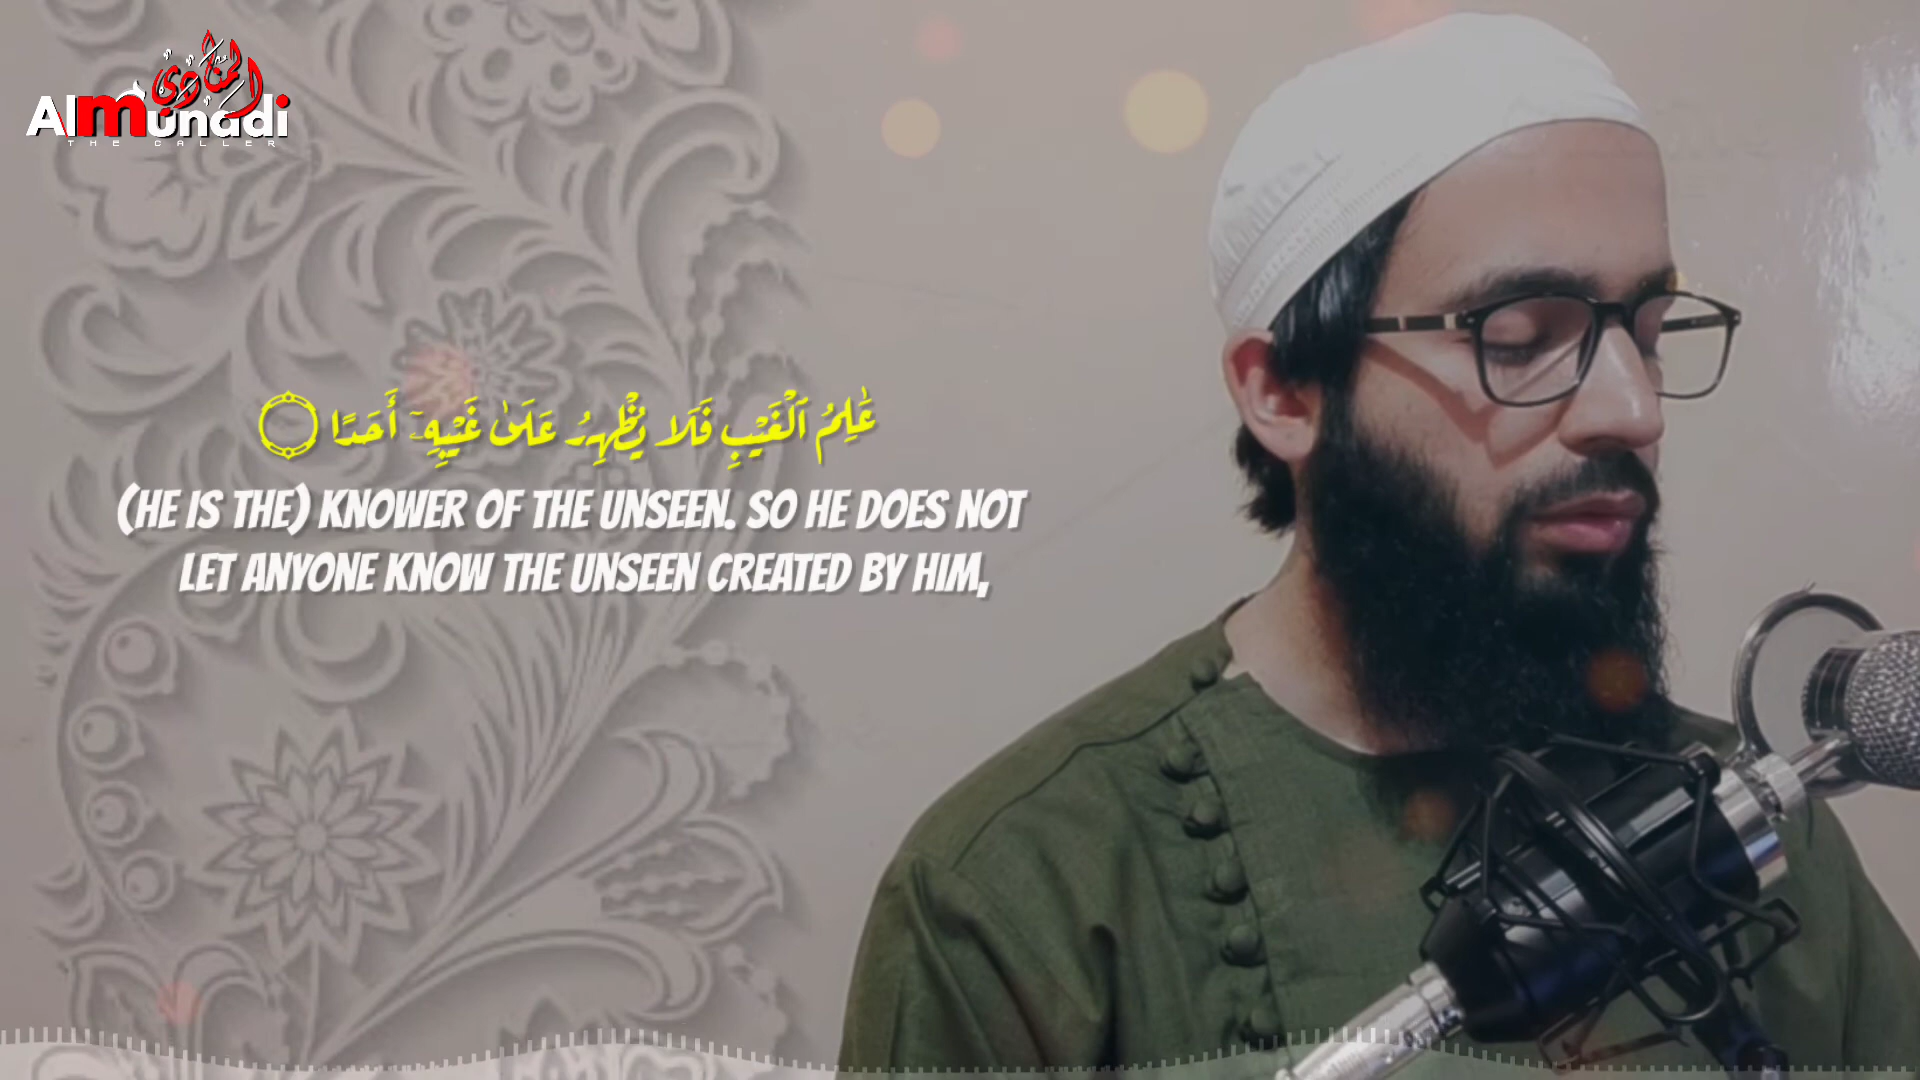 المنادي
Almunadi
THE CALLER
عَٰلِمُ ٱلْغَيْبِ فَلَا يُظْهِرُ عَلَىٰ غَيْبِهِۦٓ أَحَدًا ۝
(HE IS THE) KNOWER OF THE UNSEEN. SO HE DOES NOT
LET ANYONE KNOW THE UNSEEN CREATED BY HIM,